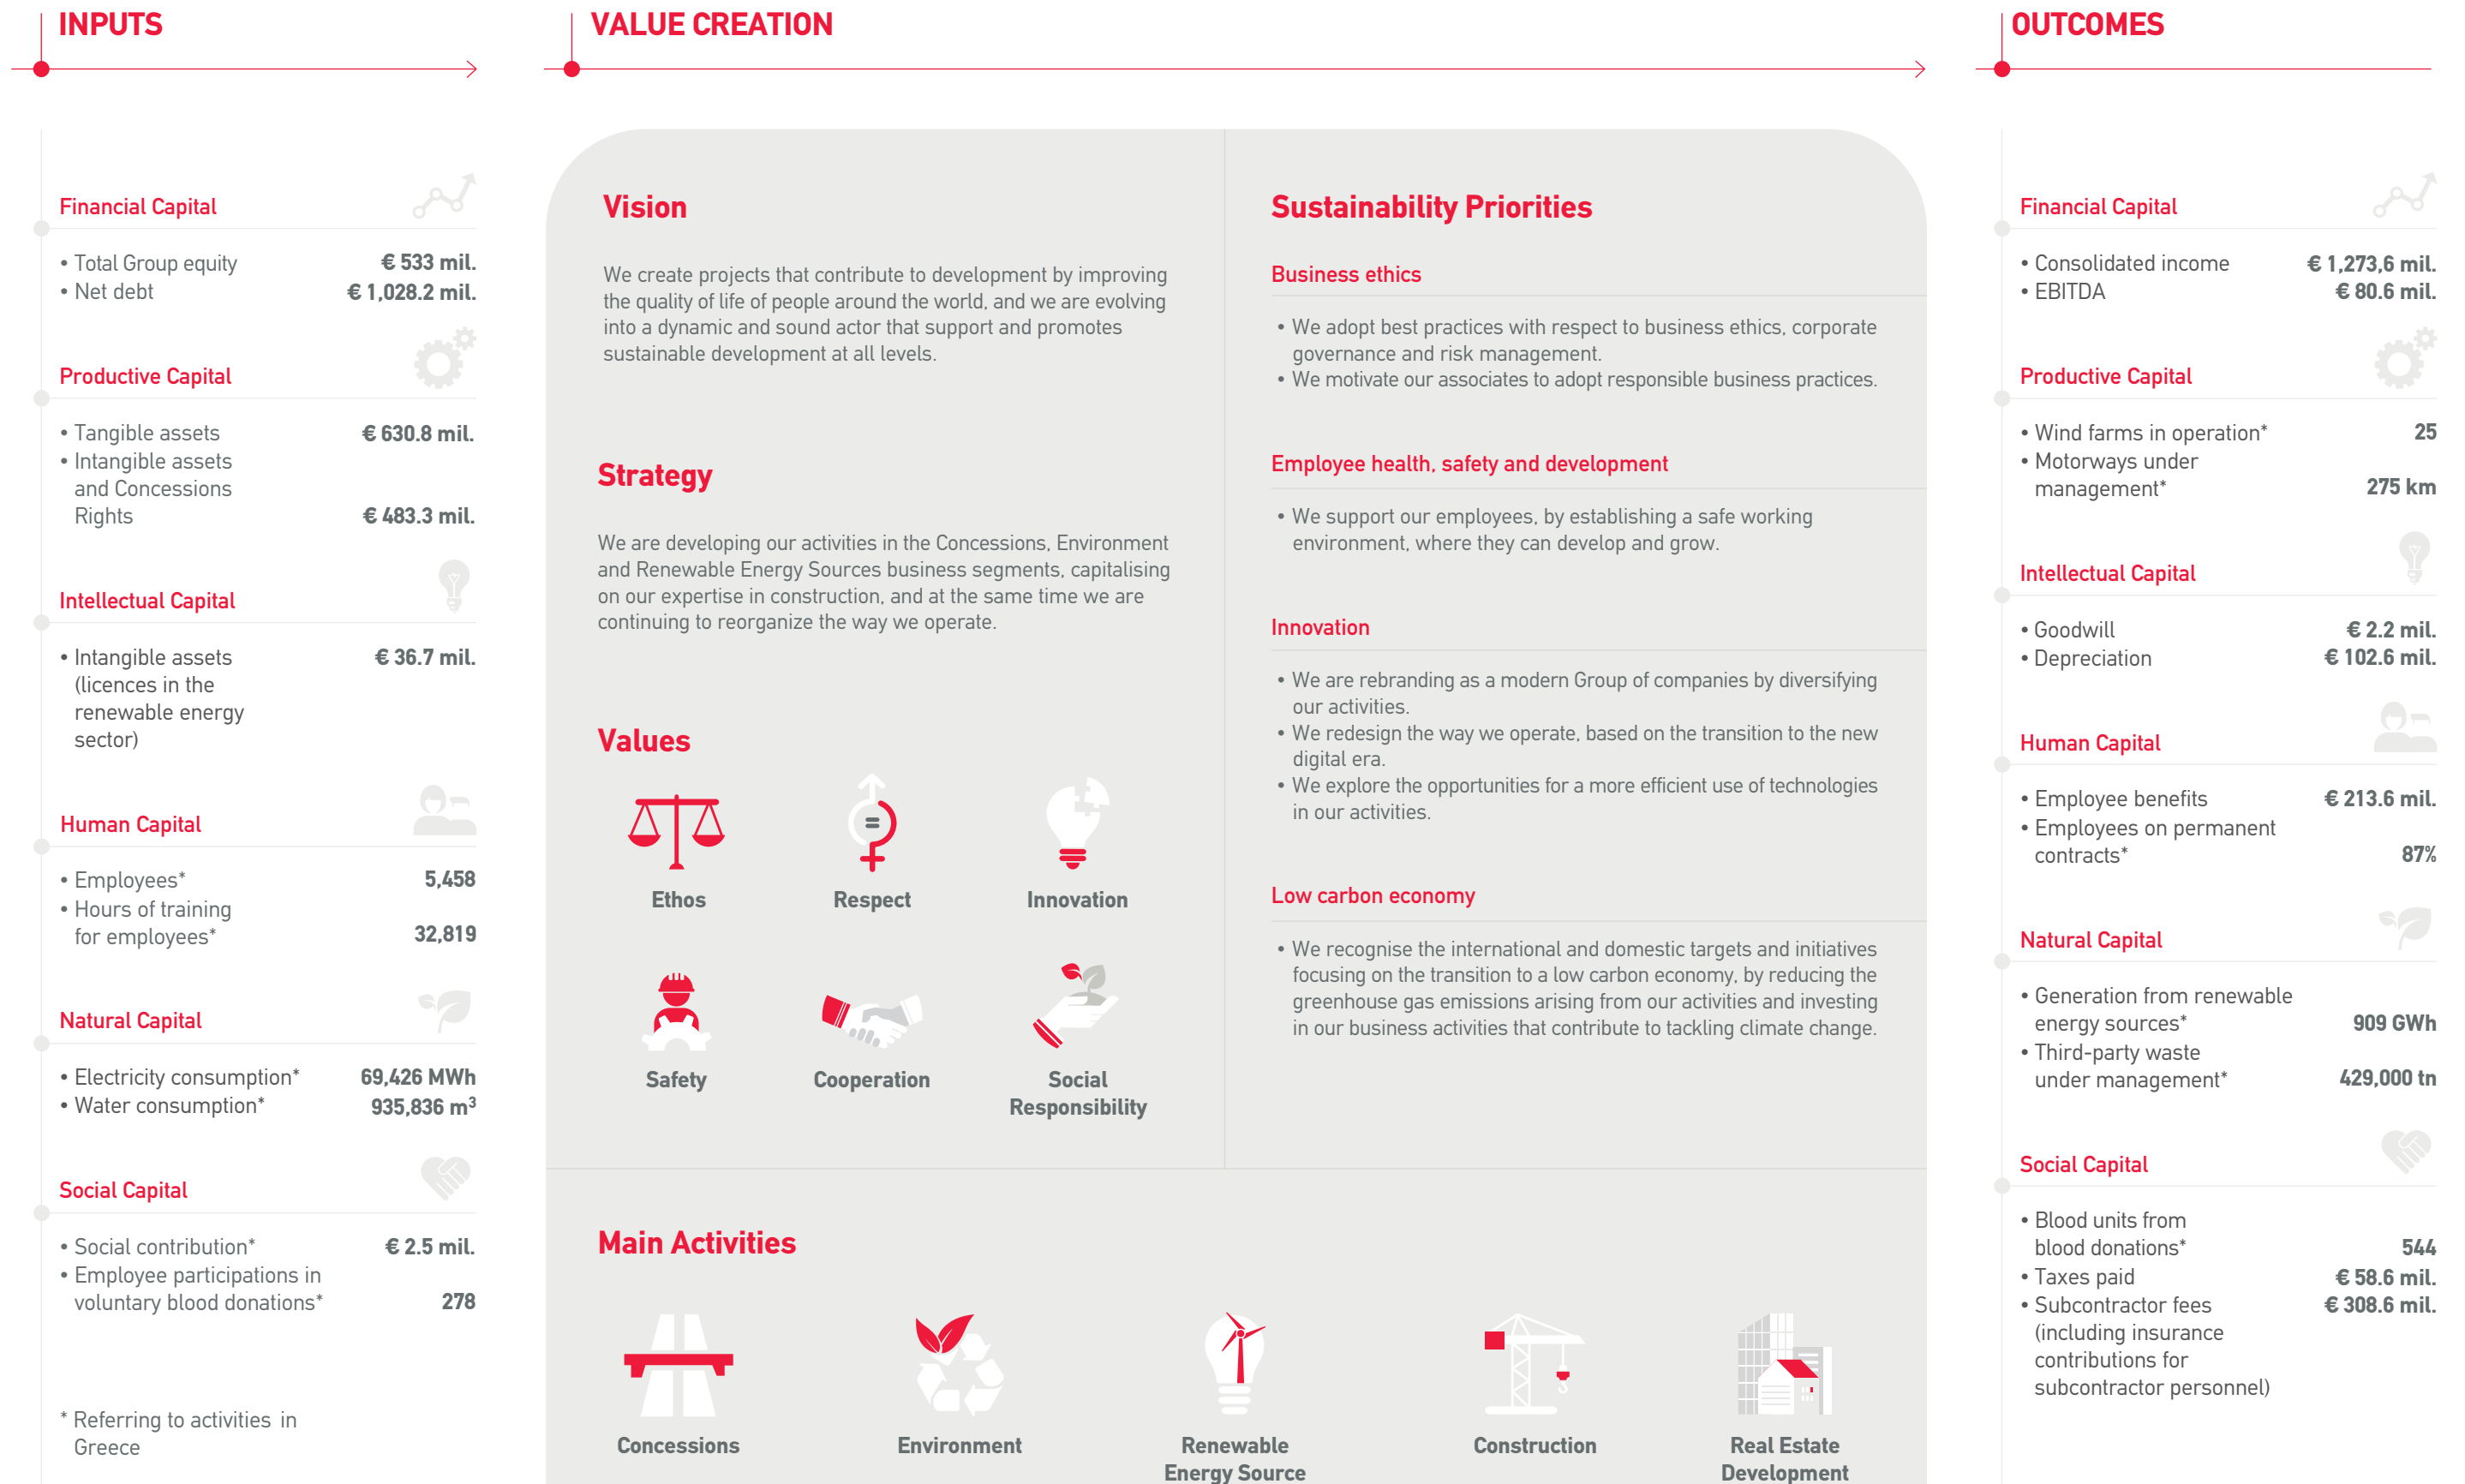 INPUTS
Financial Capital
• Total Group equity € 533 mil.
• Net debt € 1,028.2 mil.
Productive Capital
• Tangible assets € 630.8 mil.
• Intangible assets
and Concessions
Rights € 483.3 mil.
Intellectual Capital
• Intangible assets € 36.7 mil.
(licences in the
renewable energy
sector)
Human Capital
• Employees* 5,458
• Hours of training
for employees* 32,819
Natural Capital
• Electricity consumption* 69,426 MWh
• Water consumption* 935,836 m³
Social Capital
• Social contribution* € 2.5 mil.
• Employee participations in
voluntary blood donations* 278
* Referring to activities in
Greece
VALUE CREATION
Vision
We create projects that contribute to development by improving
the quality of life of people around the world, and we are evolving
into a dynamic and sound actor that support and promotes
sustainable development at all levels.
Strategy
We are developing our activities in the Concessions, Environment
and Renewable Energy Sources business segments, capitalising
on our expertise in construction, and at the same time we are
continuing to reorganize the way we operate.
Values
Ethos
Respect
Innovation
Safety
Cooperation
Social
Responsibility
Sustainability Priorities
Business ethics
• We adopt best practices with respect to business ethics, corporate
governance and risk management.
• We motivate our associates to adopt responsible business practices.
Employee health, safety and development
• We support our employees, by establishing a safe working
environment, where they can develop and grow.
Innovation
• We are rebranding as a modern Group of companies by diversifying
our activities.
• We redesign the way we operate, based on the transition to the new
digital era.
• We explore the opportunities for a more efficient use of technologies
in our activities.
Low carbon economy
• We recognise the international and domestic targets and initiatives
focusing on the transition to a low carbon economy, by reducing the
greenhouse gas emissions arising from our activities and investing
in our business activities that contribute to tackling climate change.
Main Activities
Concessions
Environment
Renewable
Energy Source
Construction
Real Estate
Development
OUTCOMES
Financial Capital
• Consolidated income € 1,273,6 mil.
• EBITDA € 80.6 mil.
Productive Capital
• Wind farms in operation* 25
• Motorways under
management* 275 km
Intellectual Capital
• Goodwill € 2.2 mil.
• Depreciation € 102.6 mil.
Human Capital
• Employee benefits € 213.6 mil.
• Employees on permanent
contracts* 87%
Natural Capital
• Generation from renewable
energy sources* 909 GWh
• Third-party waste
under management* 429,000 tn
Social Capital
• Blood units from
blood donations* 544
• Taxes paid € 58.6 mil.
• Subcontractor fees € 308.6 mil.
(including insurance
contributions for
subcontractor personnel)